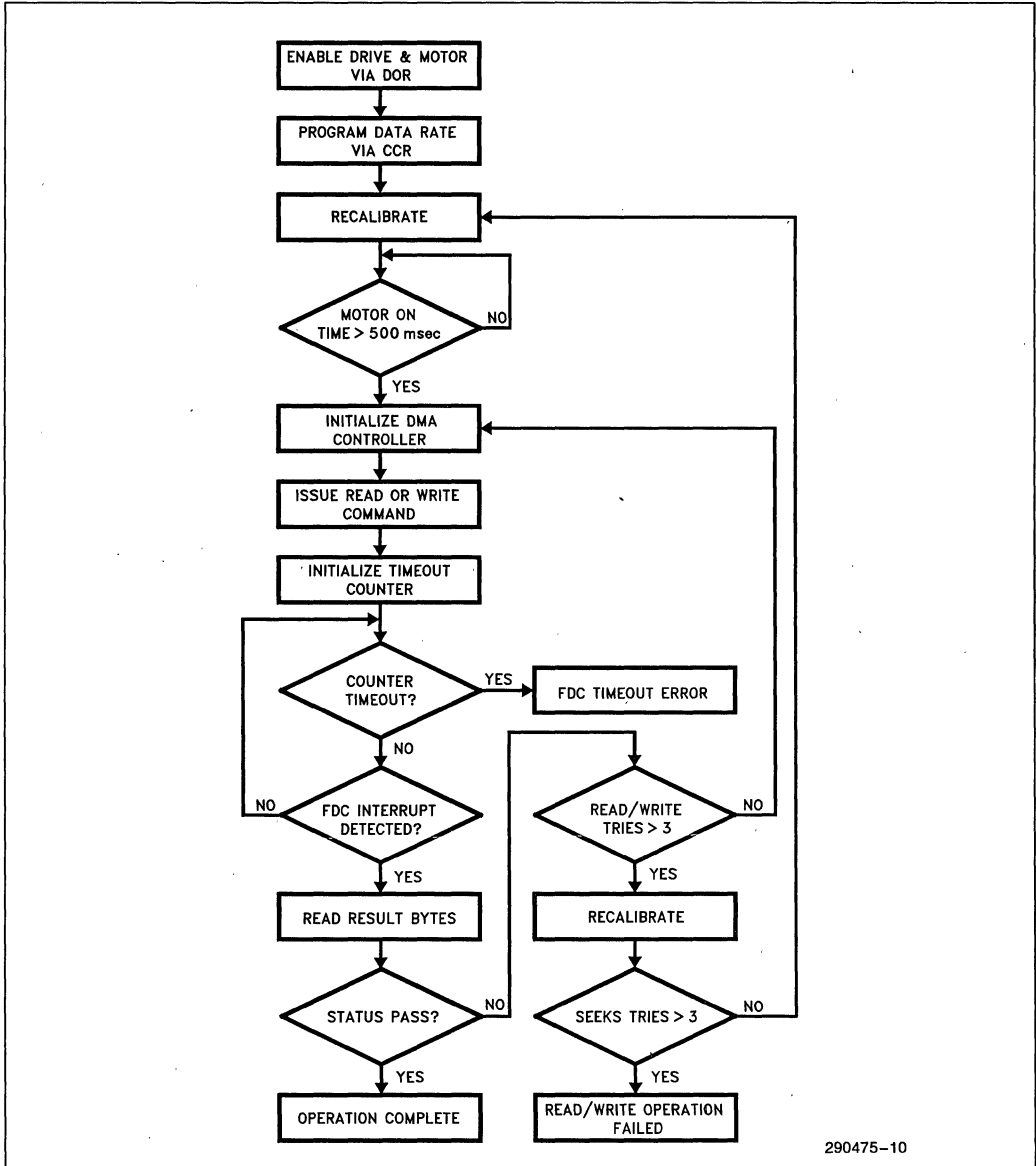 ENABLE DRIVE & MOTOR
VIA DOR
PROGRAM DATA RATE
VIA CCR
RECALIBRATE
MOTOR ON
TIME > 500 msec
NO
YES
INITIALIZE DMA
CONTROLLER
ISSUE READ OR WRITE
COMMAND
INITIALIZE TIMEOUT
COUNTER
COUNTER
TIMEOUT?
YES
FDC TIMEOUT ERROR
NO
FDC INTERRUPT
DETECTED?
NO
YES
READ RESULT BYTES
STATUS PASS?
NO
YES
OPERATION COMPLETE
READ/WRITE
TRIES > 3
NO
YES
RECALIBRATE
SEEKS TRIES > 3
NO
YES
READ/WRITE OPERATION
FAILED
290475-10